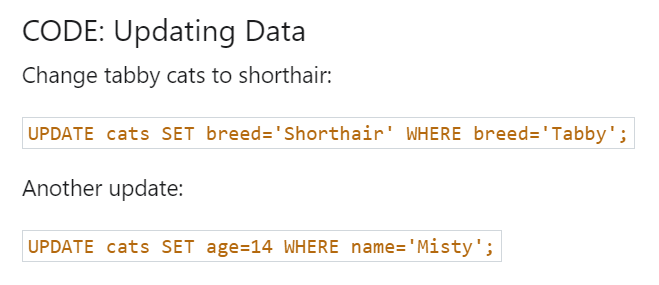 CODE: Updating Data
Change tabby cats to shorthair:
UPDATE cats SET breed='Shorthair' WHERE breed='Tabby';
Another update:
UPDATE cats SET age=14 WHERE name='Misty';